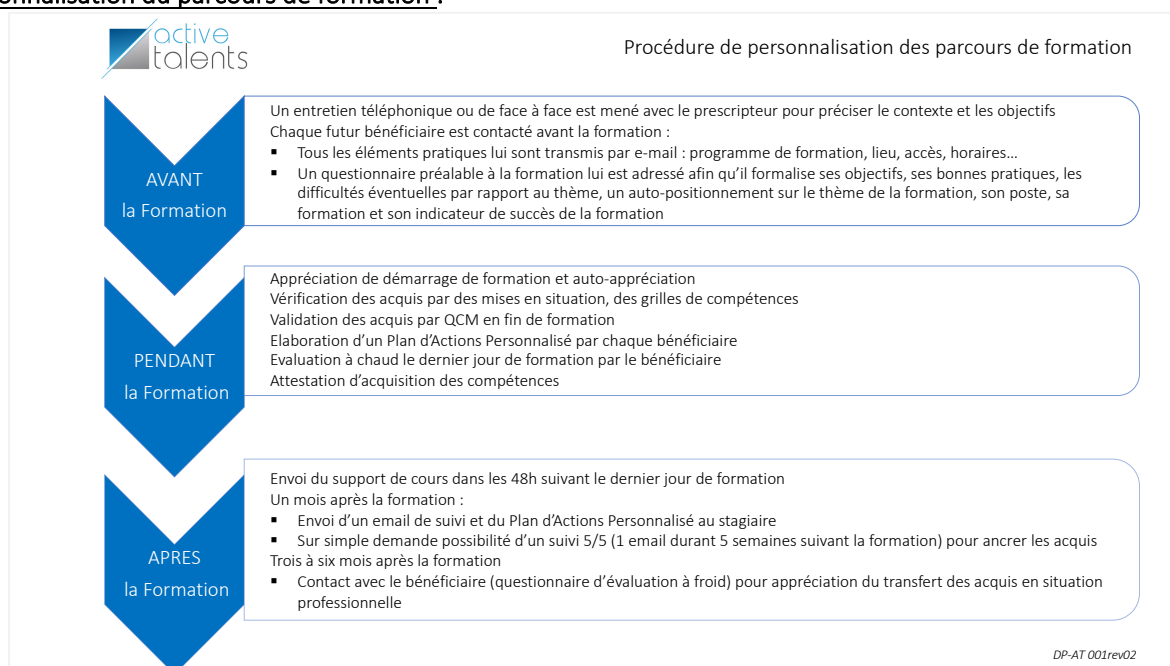 onnalisation du parcours de formation :
active
talents
Procédure de personnalisation des parcours de formation
AVANT
la Formation
Un entretien téléphonique ou de face à face est mené avec le prescripteur pour préciser le contexte et les objectifs
Chaque futur bénéficiaire est contacté avant la formation :
▪ Tous les éléments pratiques lui sont transmis par e-mail : programme de formation, lieu, accès, horaires…
▪ Un questionnaire préalable à la formation lui est adressé afin qu’il formalise ses objectifs, ses bonnes pratiques, les
difficultés éventuelles par rapport au thème, un auto-positionnement sur le thème de la formation, son poste, sa
formation et son indicateur de succès de la formation
PENDANT
la Formation
Appréciation de démarrage de formation et auto-appréciation
Vérification des acquis par des mises en situation, des grilles de compétences
Validation des acquis par QCM en fin de formation
Elaboration d’un Plan d’Actions Personnalisé par chaque bénéficiaire
Evaluation à chaud le dernier jour de formation par le bénéficiaire
Attestation d’acquisition des compétences
APRES
la Formation
Envoi du support de cours dans les 48h suivant le dernier jour de formation
Un mois après la formation :
▪ Envoi d’un email de suivi et du Plan d’Actions Personnalisé au stagiaire
▪ Sur simple demande possibilité d’un suivi 5/5 (1 email durant 5 semaines suivant la formation) pour ancrer les acquis
Trois à six mois après la formation
▪ Contact avec le bénéficiaire (questionnaire d’évaluation à froid) pour appréciation du transfert des acquis en situation
professionnelle
DP-AT 001rev02